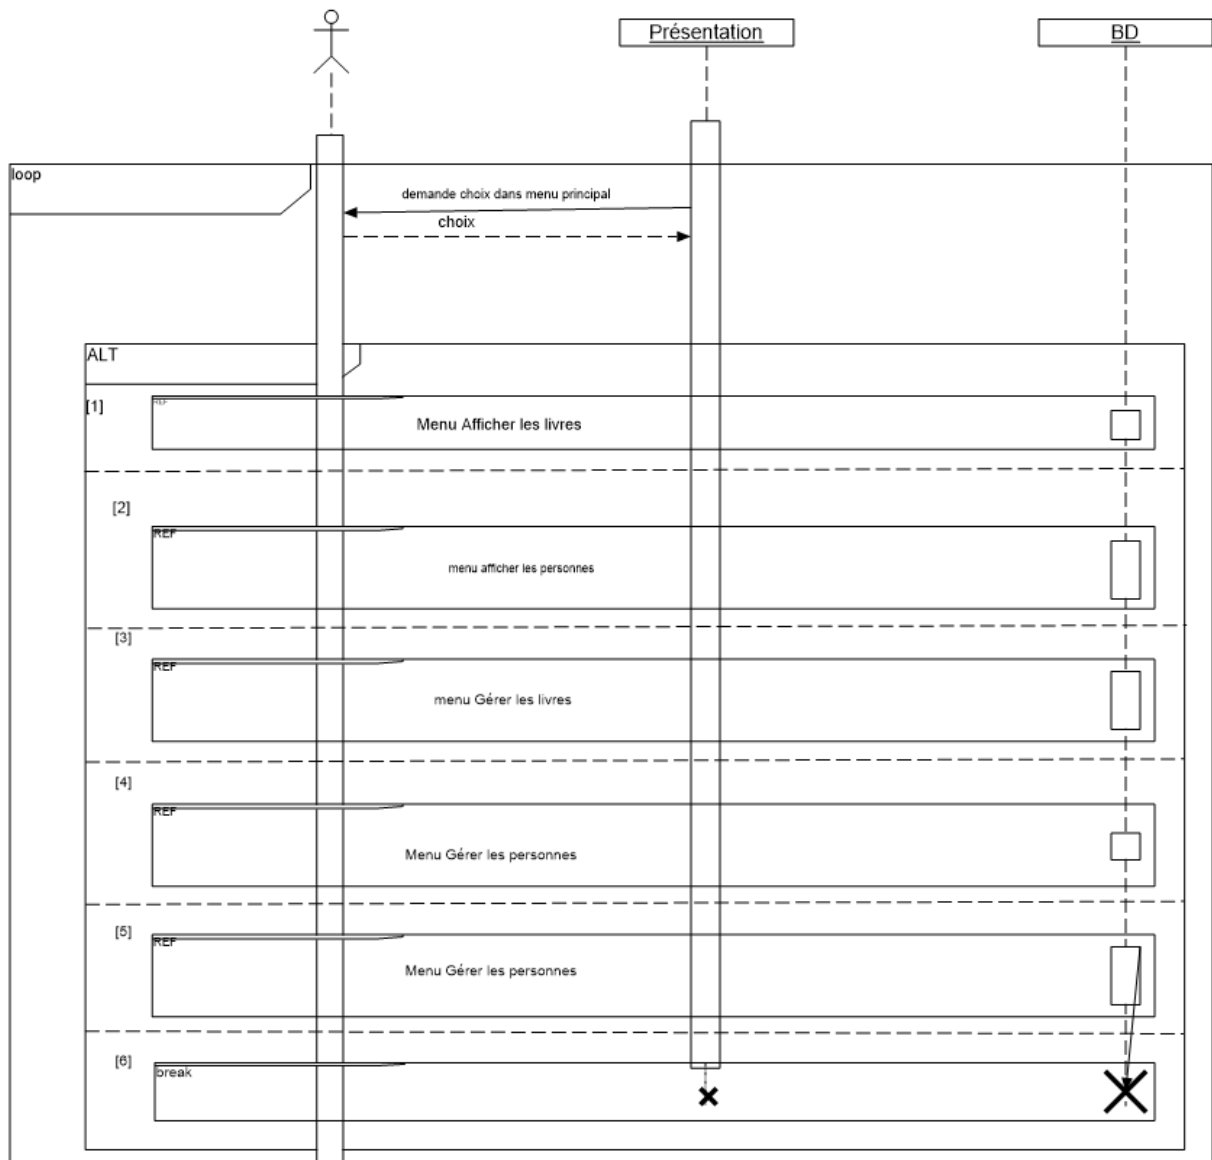 Présentation
BD
loop
demande choix dans menu principal
choix
ALT
[1]
REF
Menu Afficher les livres
[2]
REF
menu afficher les personnes
[3]
REF
menu Gérer les livres
[4]
REF
Menu Gérer les personnes
[5]
REF
Menu Gérer les personnes
[6]
break